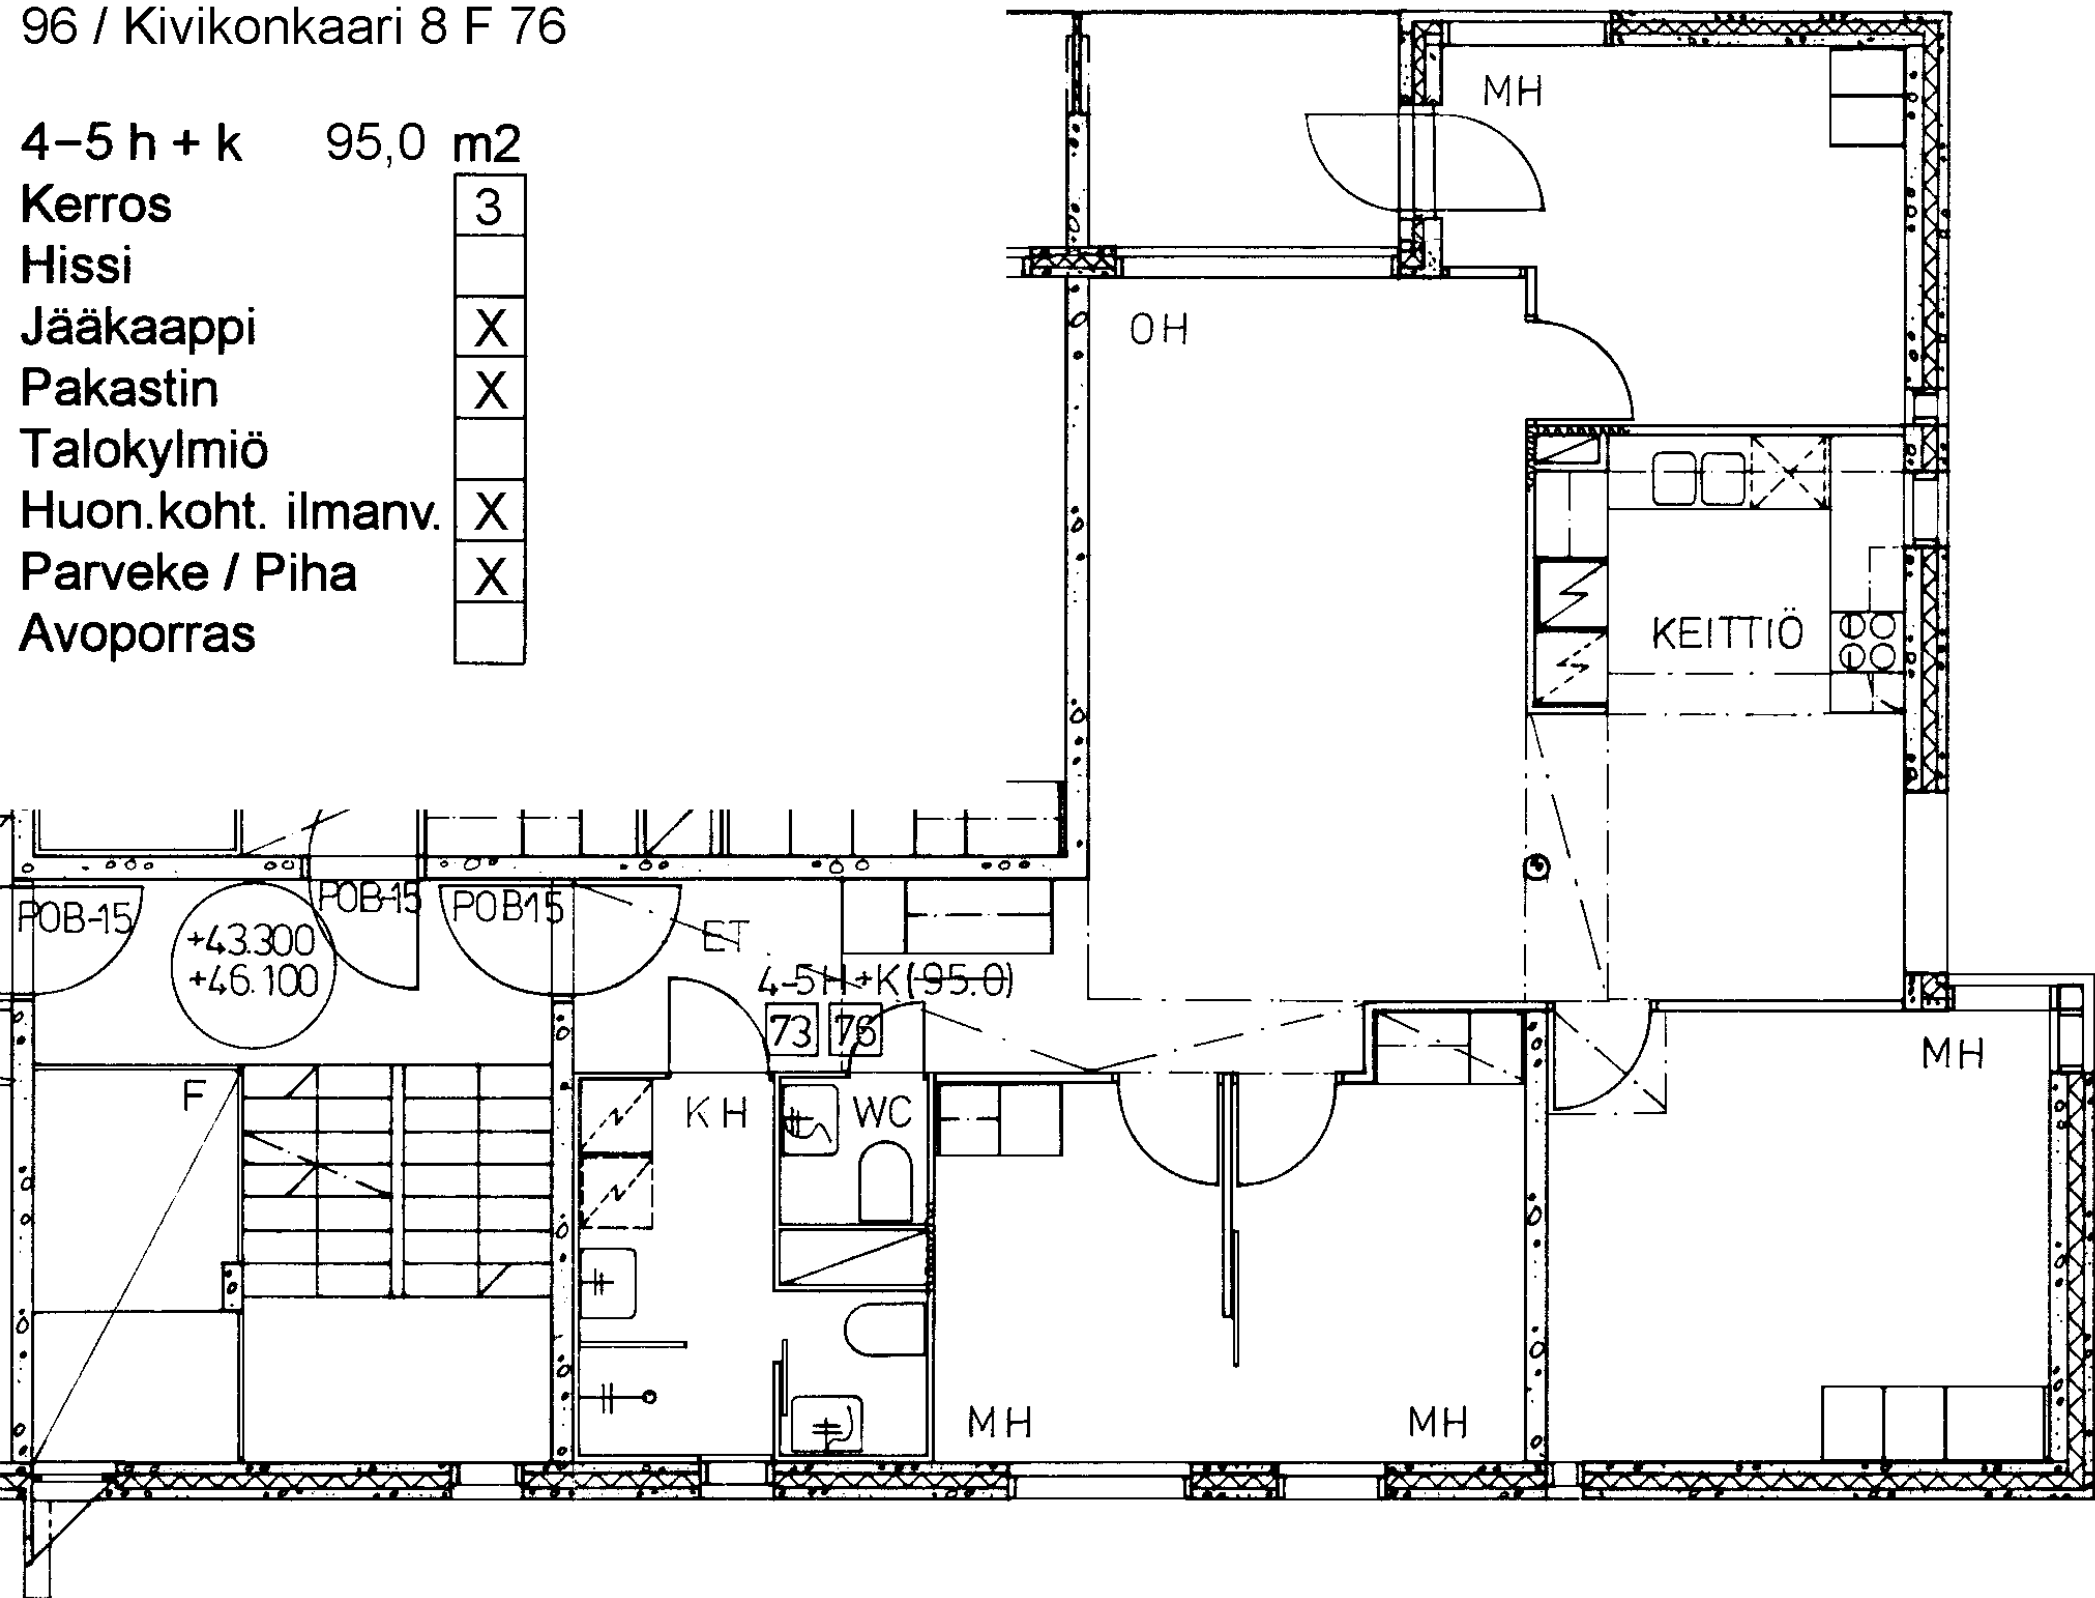 96 / Kivikonkaari 8 F 76
4–5 h + k 95,0 m2
Kerros 3
Hissi
Jääkaappi X
Pakastin X
Talokylmiö
Huon.koht. ilmanv. X
Parveke / Piha X
Avoporras
MH
OH
KEITTIÖ
POB-15
POB-15
POB15
+43.300
+46.100
ET
4-5H+K(95.0)
73 76
F
KH
WC
MH
MH
MH